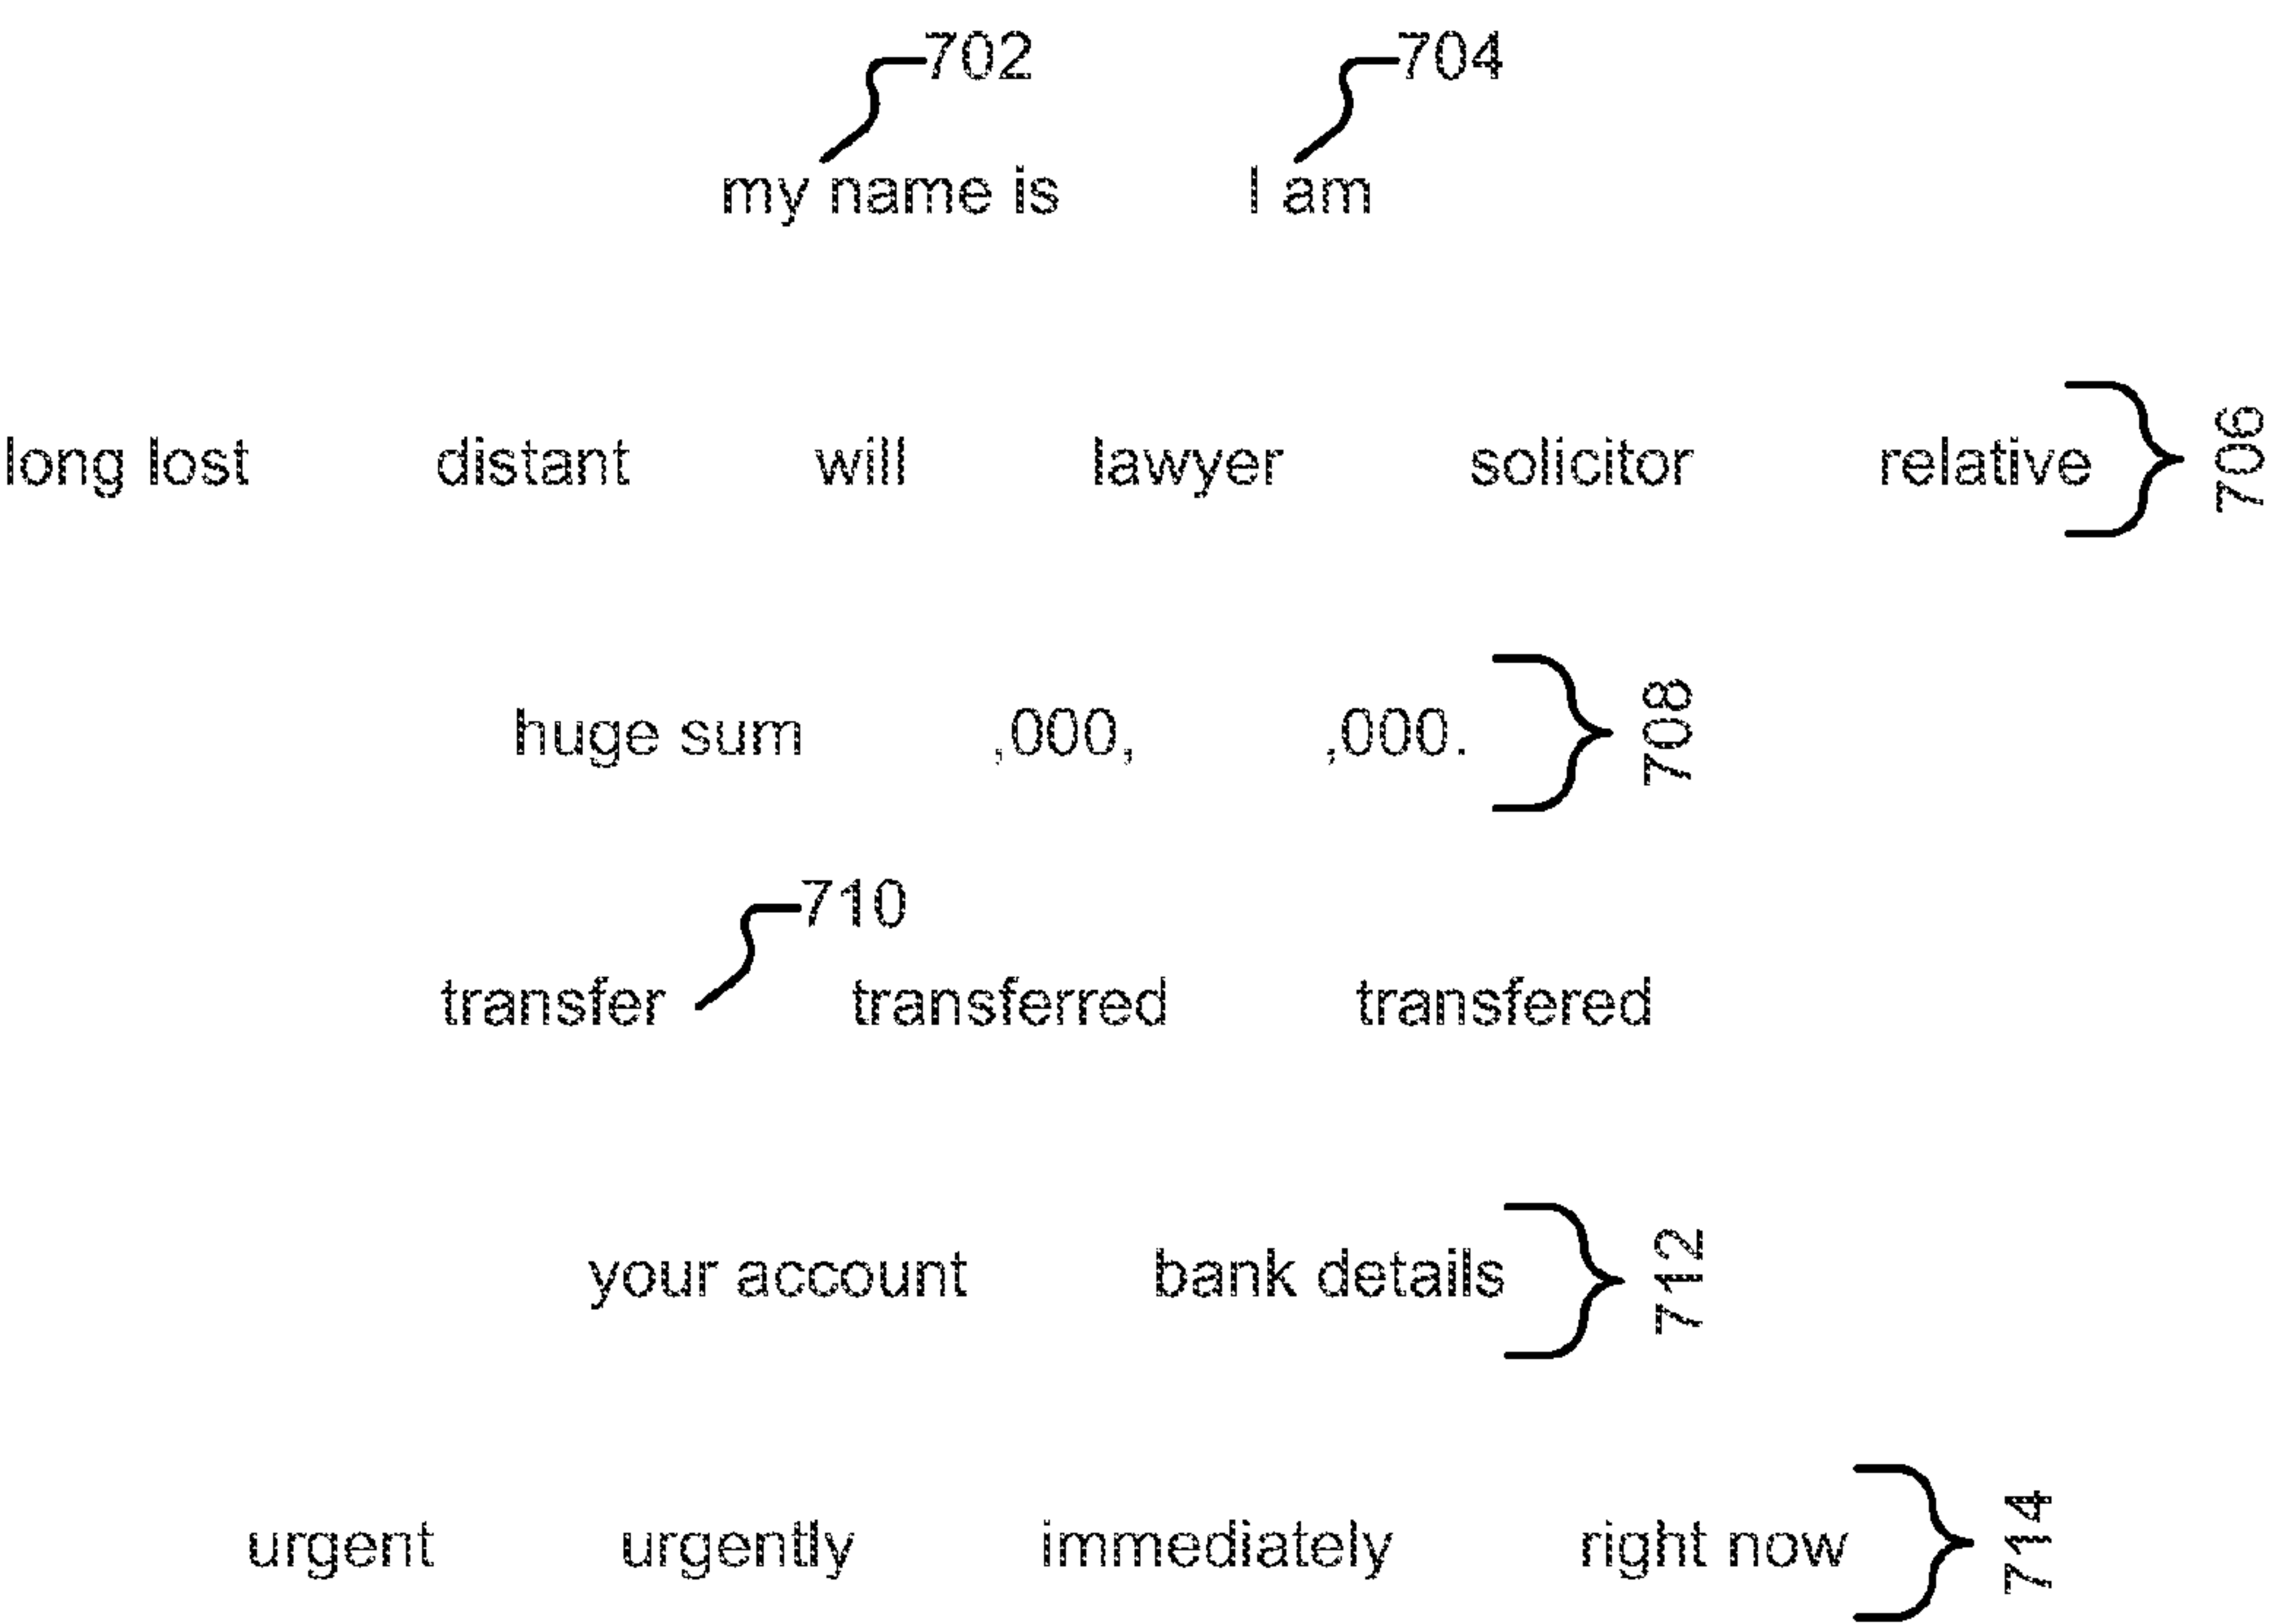 702 704
my name is I am
long lost distant will lawyer solicitor relative 706
huge sum ,000, ,000. 708
710
transfer transferred transfered
your account bank details 712
urgent urgently immediately right now 714